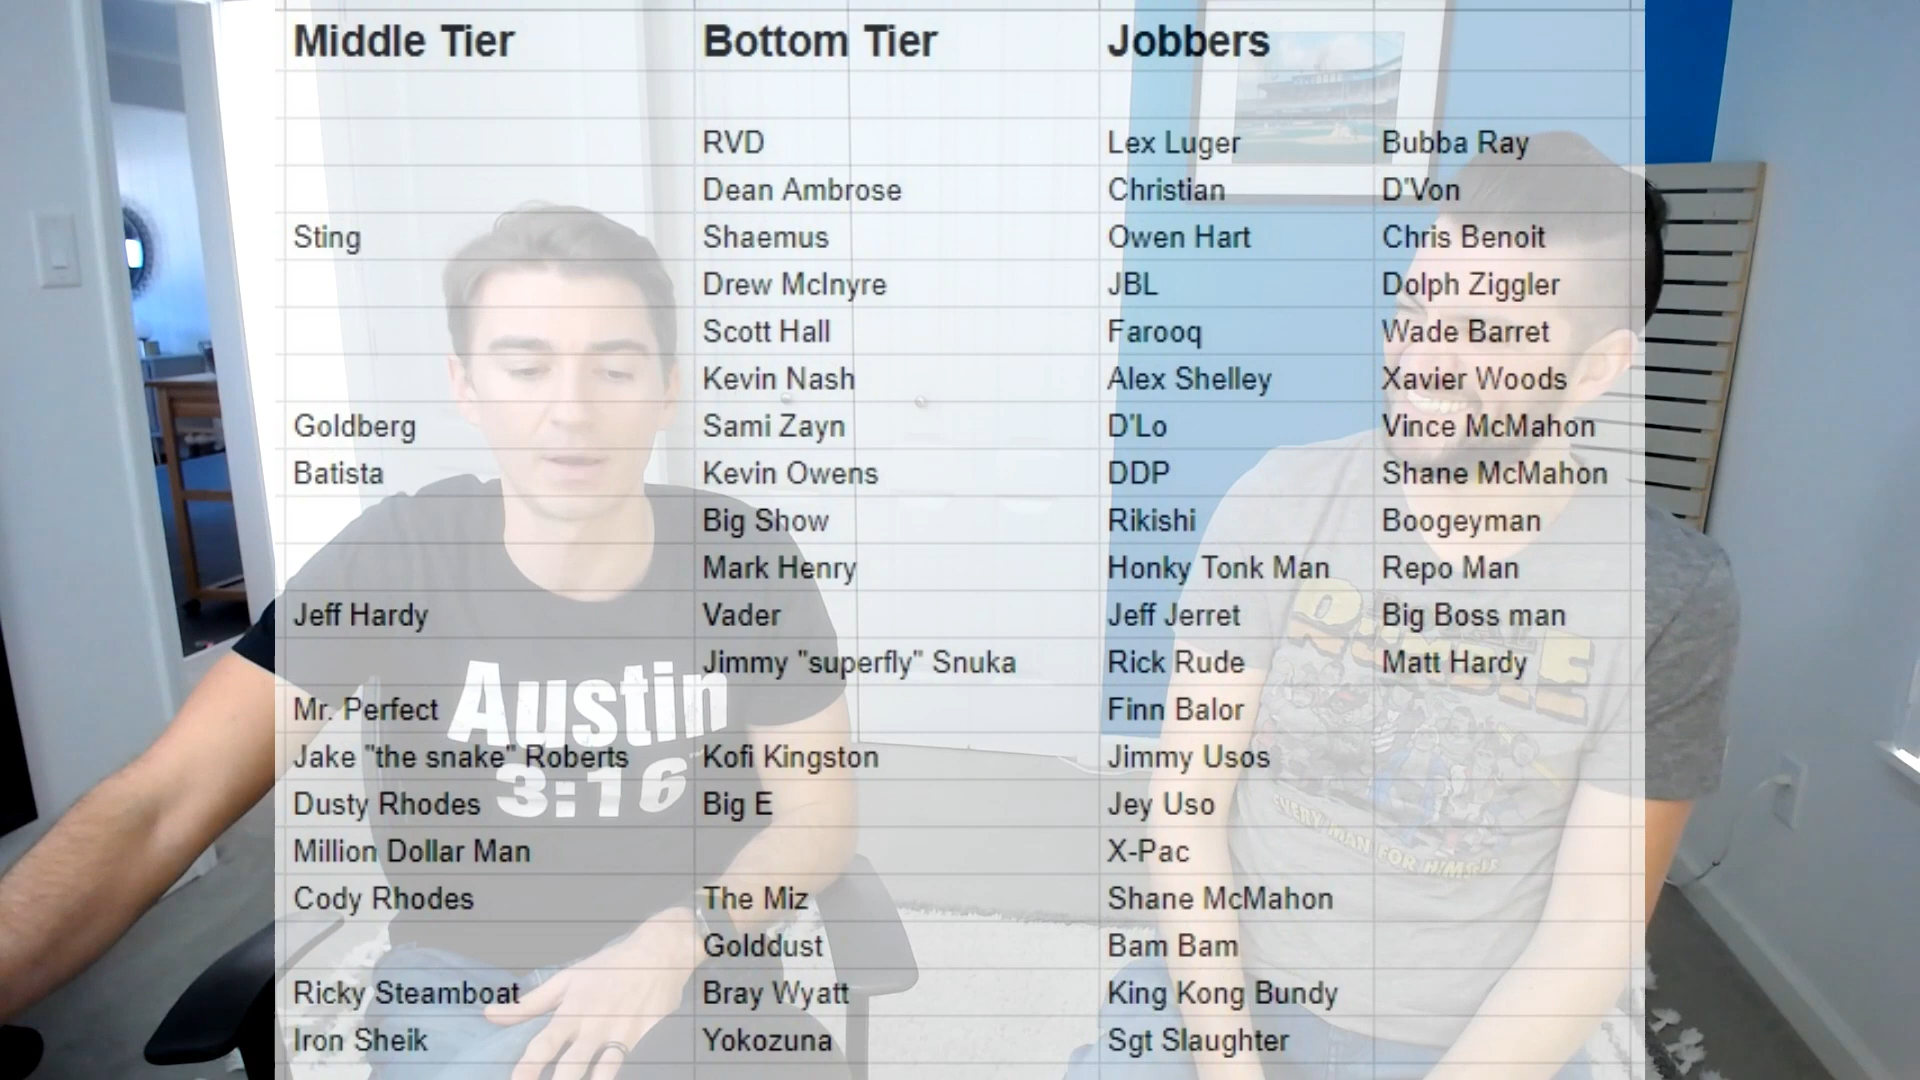 Middle Tier Bottom Tier Jobbers
RVD Lex Luger Bubba Ray
Dean Ambrose Christian D'Von
Sting Shaemus Owen Hart Chris Benoit
Drew McInyre JBL Dolph Ziggler
Scott Hall Farooq Wade Barret
Kevin Nash Alex Shelley Xavier Woods
Goldberg Sami Zayn D'Lo Vince McMahon
Batista Kevin Owens DDP Shane McMahon
Big Show Rikishi Boogeyman
Mark Henry Honky Tonk Man Repo Man
Jeff Hardy Vader Jeff Jerret Big Boss man
Jimmy "superfly" Snuka Rick Rude Matt Hardy
Mr. Perfect Finn Balor
Jake "the snake" Roberts Kofi Kingston Jimmy Usos
Dusty Rhodes Big E Jey Uso
Million Dollar Man X-Pac
Cody Rhodes The Miz Shane McMahon
Golddust Bam Bam
Ricky Steamboat Bray Wyatt King Kong Bundy
Iron Sheik Yokozuna Sgt Slaughter
Austin
3:16
EVERY MAN FOR HIMSELF